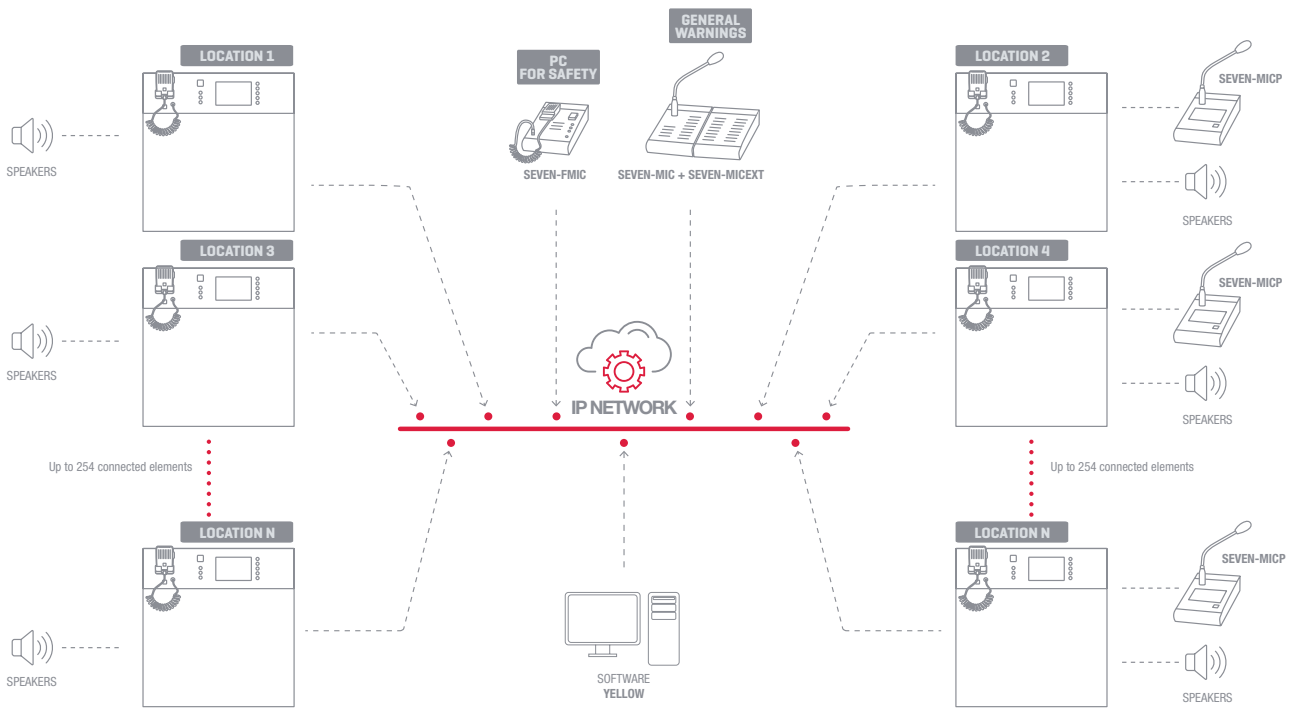 GENERAL
WARNINGS
LOCATION 1
PC
FOR SAFETY
LOCATION 2
SEVEN-MICP
SPEAKERS
SEVEN-FMIC
SEVEN-MIC + SEVEN-MICEXT
SPEAKERS
LOCATION 3
LOCATION 4
SEVEN-MICP
SPEAKERS
IP NETWORK
SPEAKERS
Up to 254 connected elements
Up to 254 connected elements
LOCATION N
LOCATION N
SEVEN-MICP
SPEAKERS
SOFTWARE
YELLOW
SPEAKERS